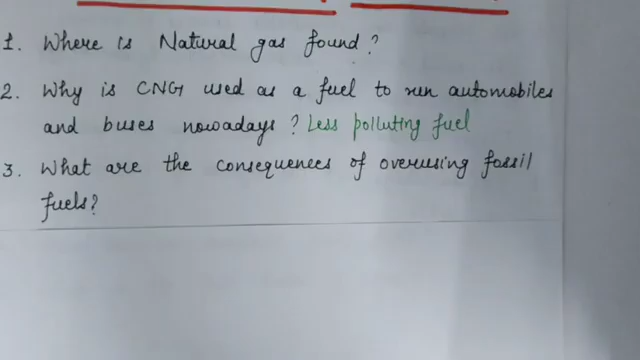 1. Where is Natural gas found?
2. Why is CNG used as a fuel to run automobiles
and buses nowadays? Less polluting fuel
3. What are the consequences of overusing fossil
fuels?